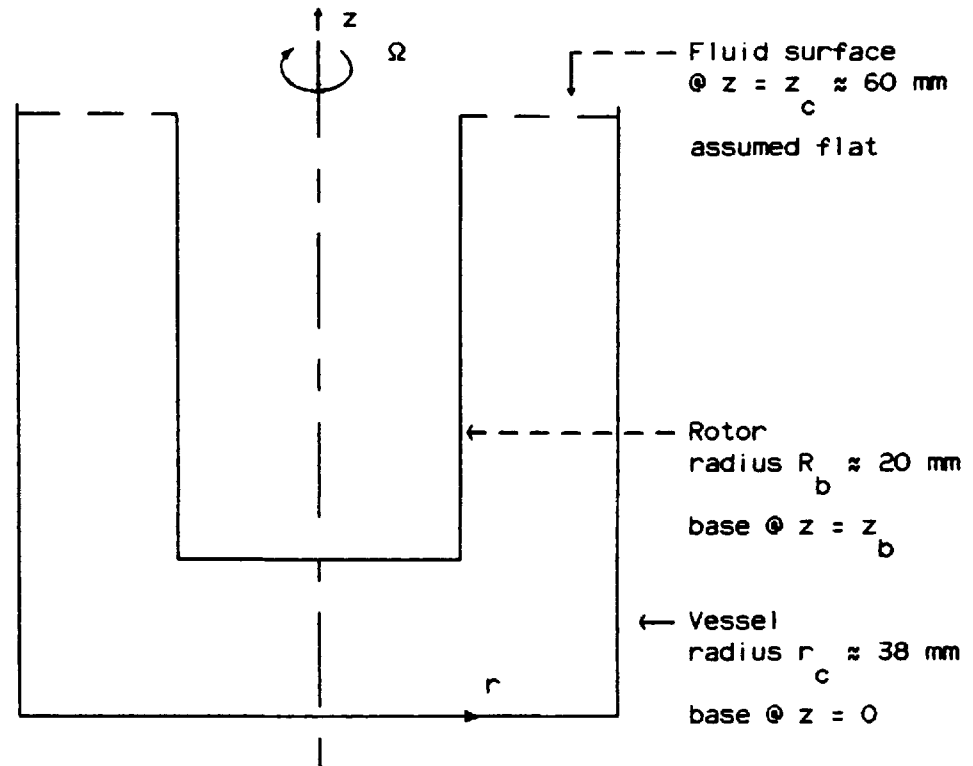 z
Ω
Fluid surface
@ z = z_c ≈ 60 mm
assumed flat
Rotor
radius R_b ≈ 20 mm
base @ z = z_b
Vessel
radius r_c ≈ 38 mm
r
base @ z = 0